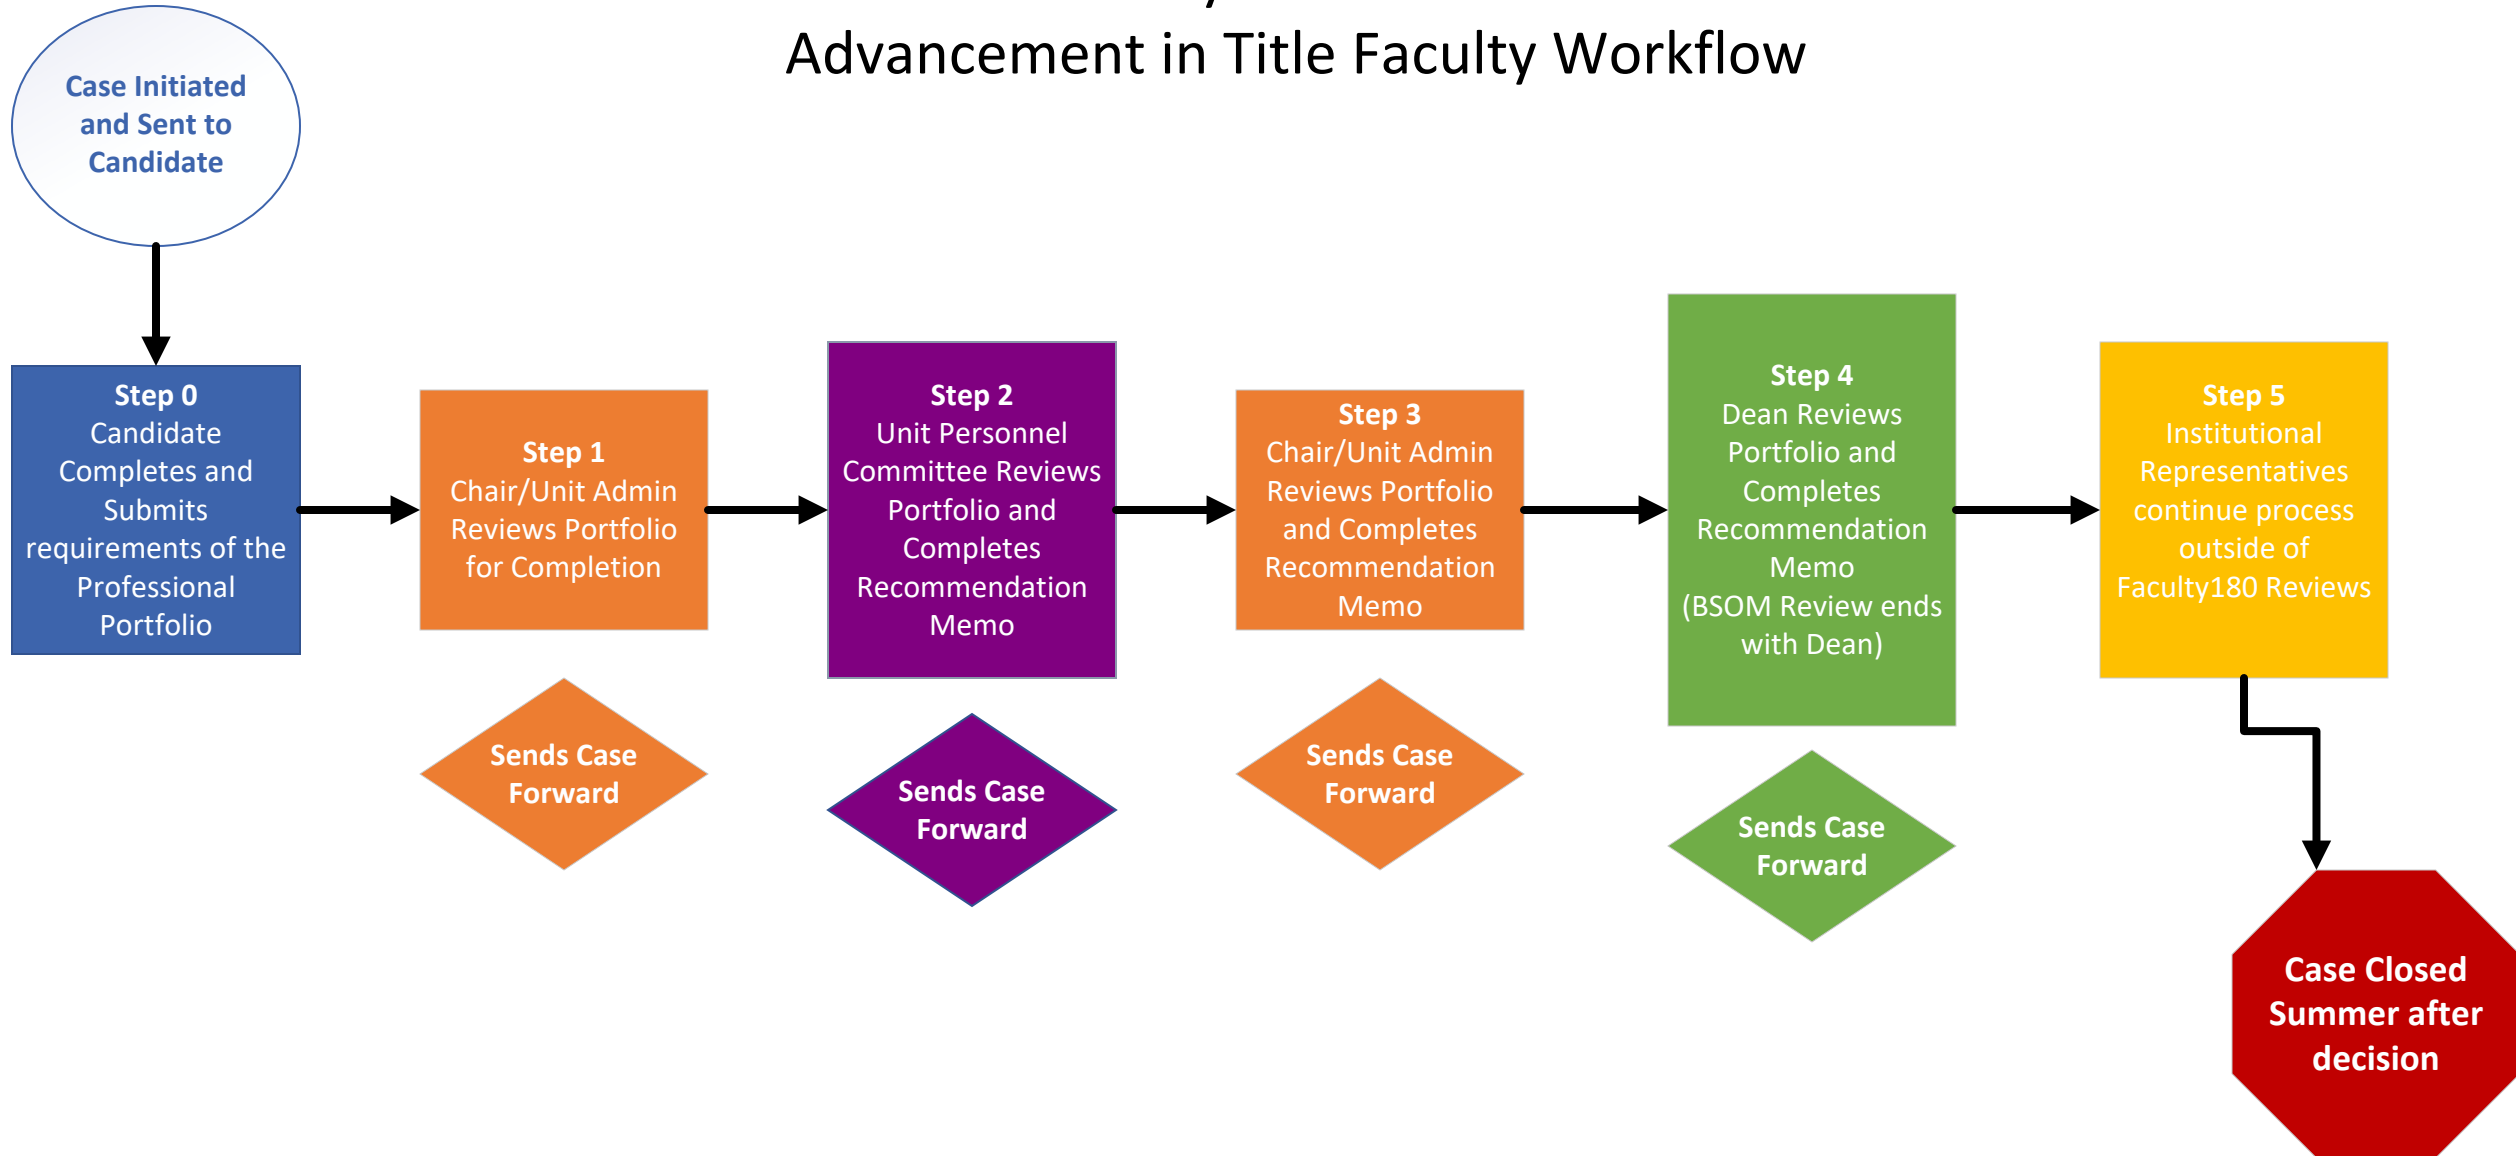 Advancement in Title Faculty Workflow
Case Initiated
and Sent to
Candidate
Step 0
Candidate
Completes and
Submits
requirements of the
Professional
Portfolio
Step 1
Chair/Unit Admin
Reviews Portfolio
for Completion
Sends Case
Forward
Step 2
Unit Personnel
Committee Reviews
Portfolio and
Completes
Recommendation
Memo
Sends Case
Forward
Step 3
Chair/Unit Admin
Reviews Portfolio
and Completes
Recommendation
Memo
Sends Case
Forward
Step 4
Dean Reviews
Portfolio and
Completes
Recommendation
Memo
(BSOM Review ends
with Dean)
Sends Case
Forward
Step 5
Institutional
Representatives
continue process
outside of
Faculty180 Reviews
Case Closed
Summer after
decision